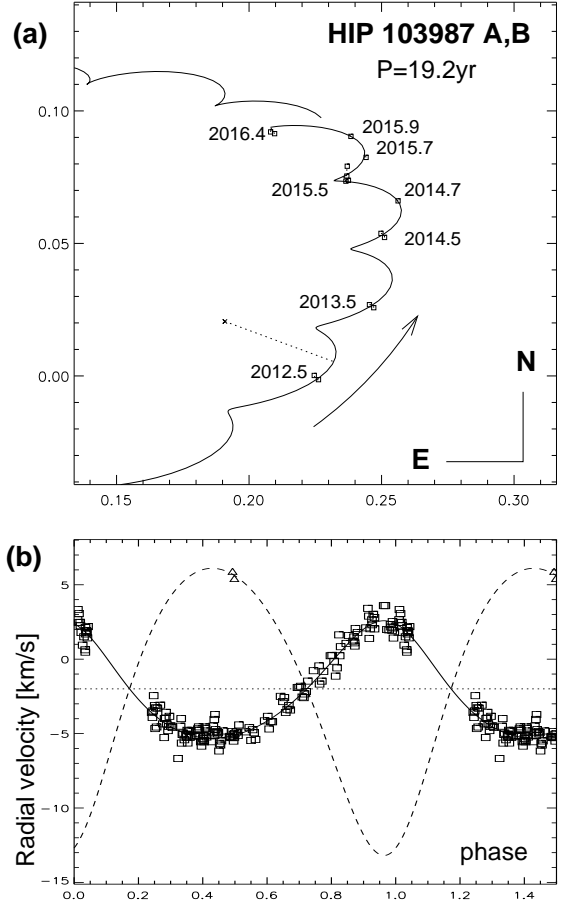 (a)
HIP 103987 A,B
P=19.2yr
0.10
2016.4
2015.9
2015.7
2015.5
2014.7
0.05
2014.5
2013.5
0.00
2012.5
N
E
0.15 0.20 0.25 0.30
(b)
5
0
−5
−10
−15
Radial velocity [km/s]
phase
0.0 0.2 0.4 0.6 0.8 1.0 1.2 1.4